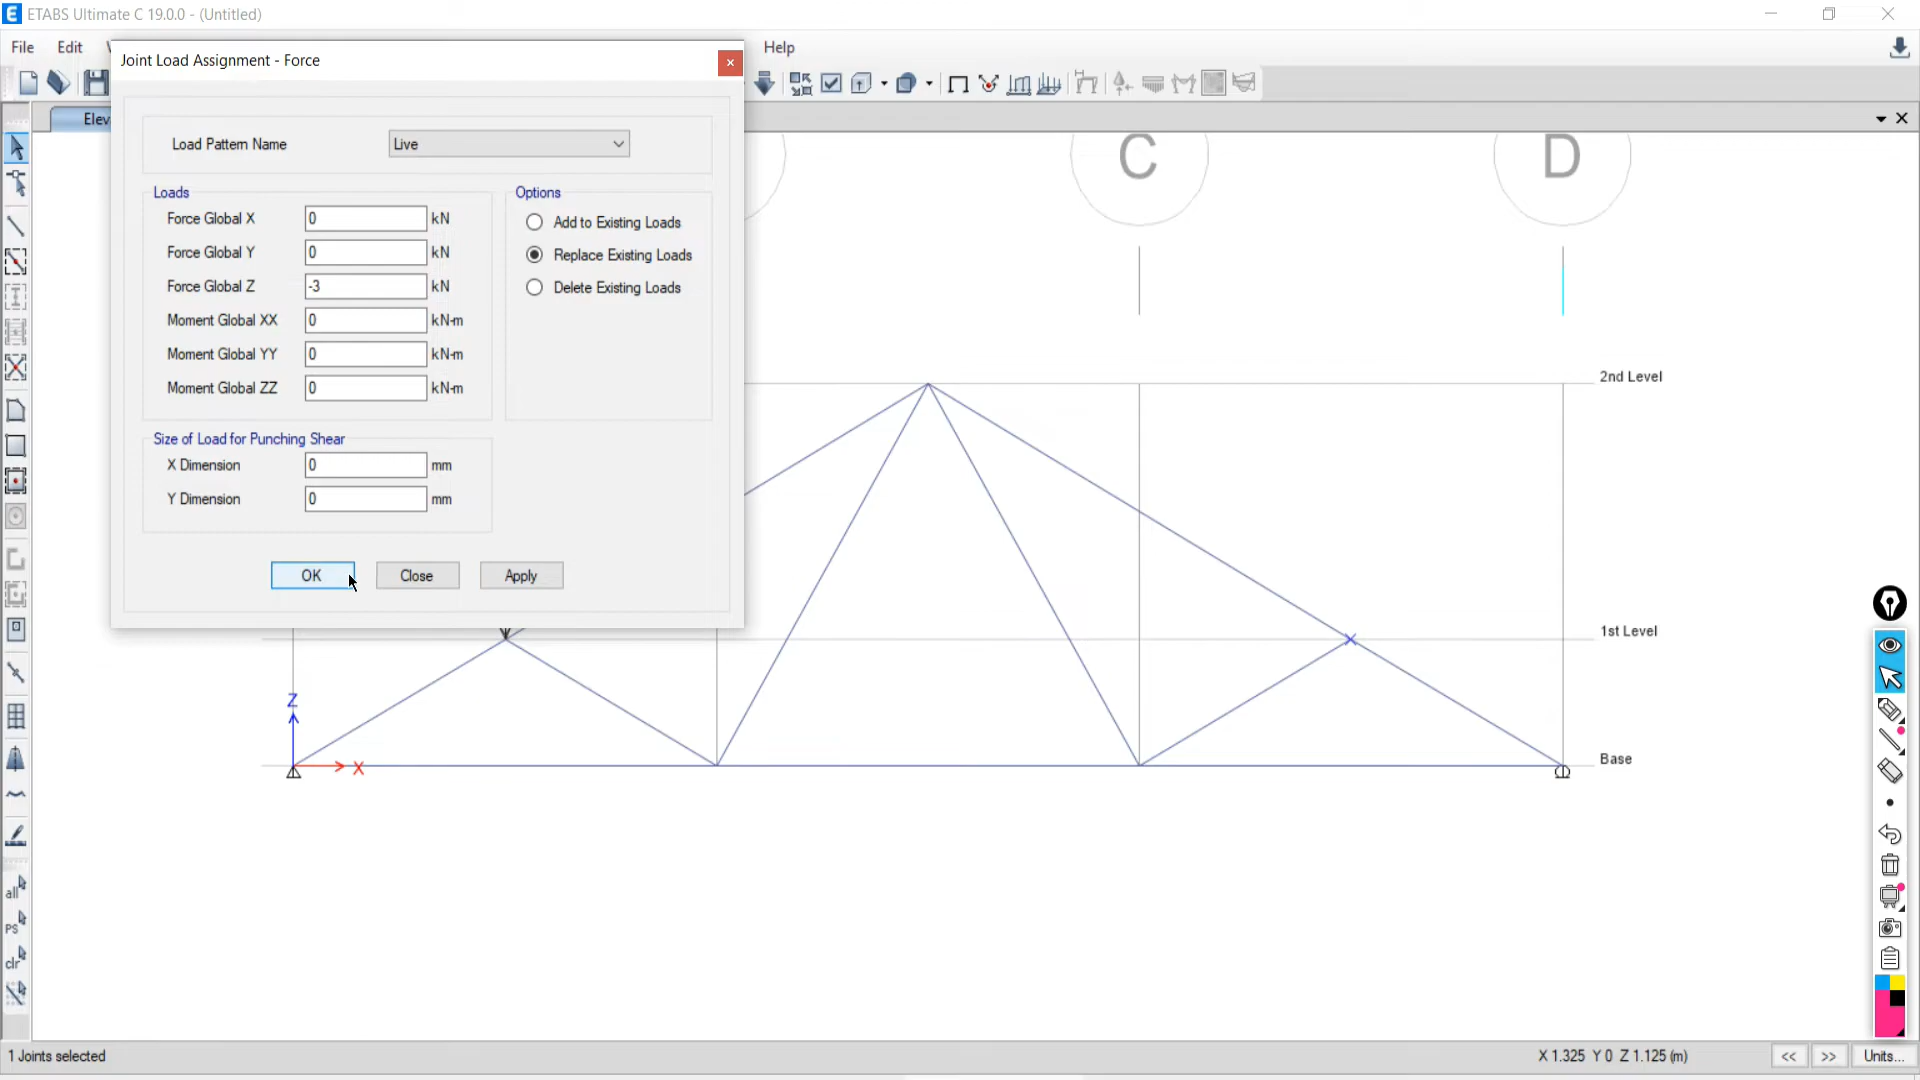 ETABS Ultimate C 19.0.0 - (Untitled)
File Edit Help
Joint Load Assignment - Force
Elev
Load Pattern Name Live
Loads
Force Global X 0 kN
Force Global Y 0 kN
Force Global Z -3 kN
Moment Global XX 0 kN-m
Moment Global YY 0 kN-m
Moment Global ZZ 0 kN-m
Options
Add to Existing Loads
Replace Existing Loads
Delete Existing Loads
Size of Load for Punching Shear
X Dimension 0 mm
Y Dimension 0 mm
OK Close Apply
C D
2nd Level
1st Level
Base
Z
X
all
PS
clr
1 Joints selected
X 1.325 Y 0 Z 1.125 (m)
<< >> Units...